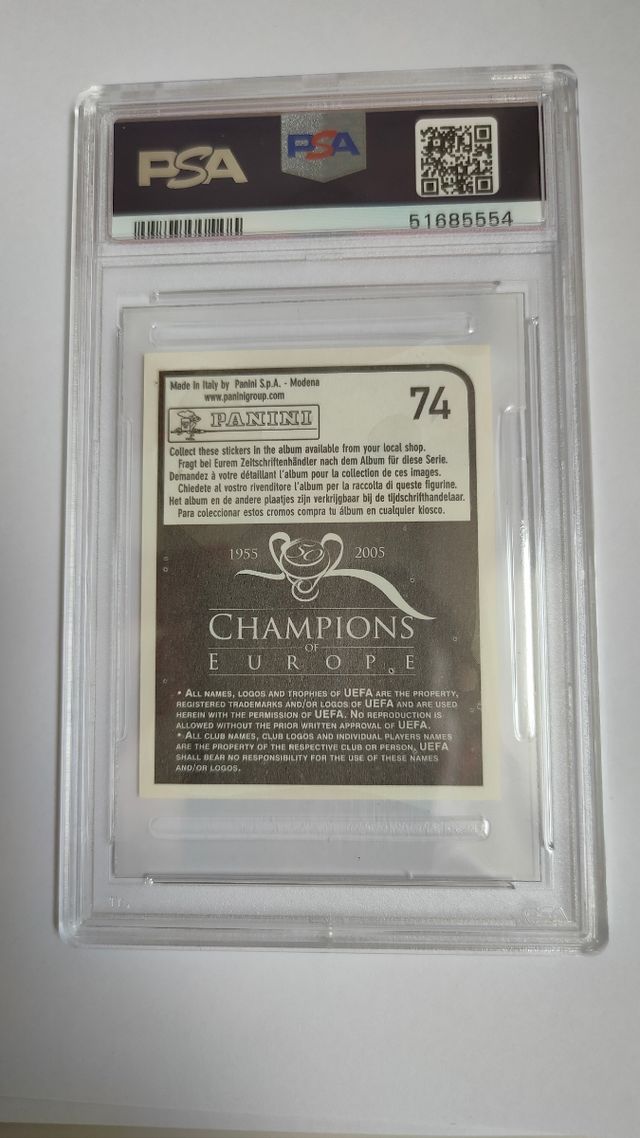 PSA PSA
51685554
Made in Italy by Panini S.p.A. - Modena
www.paninigroup.com
74
PANINI
Collect these stickers in the album available from your local shop.
Fragt bei Eurem Zeitschriftenhändler nach dem Album für diese Serie.
Demandez à votre détaillant l'album pour la collection de ces images.
Chiedete al vostro rivenditore l'album per la raccolta di queste figurine.
Het album en de andere plaatjes zijn verkrijgbaar bij de tijdschrifthandelaar.
Para coleccionar estos cromos compra tu álbum en cualquier kiosco.
1955 50 2005
CHAMPIONS
OF
EUROPE
• ALL NAMES, LOGOS AND TROPHIES OF UEFA ARE THE PROPERTY,
REGISTERED TRADEMARKS AND/OR LOGOS OF UEFA AND ARE USED
HEREIN WITH THE PERMISSION OF UEFA. NO REPRODUCTION IS
ALLOWED WITHOUT THE PRIOR WRITTEN APPROVAL OF UEFA.
• ALL CLUB NAMES, CLUB LOGOS AND INDIVIDUAL PLAYERS NAMES
ARE THE PROPERTY OF THE RESPECTIVE CLUB OR PERSON, UEFA
SHALL BEAR NO RESPONSIBILITY FOR THE USE OF THESE NAMES
AND/OR LOGOS.